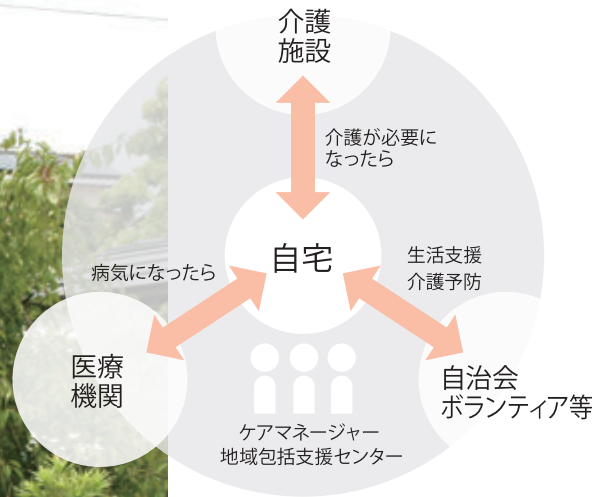 介護
施設
介護が必要に
なったら
自宅
病気になったら
生活支援
介護予防
医療
機関
自治会
ボランティア等
ケアマネージャー
地域包括支援センター